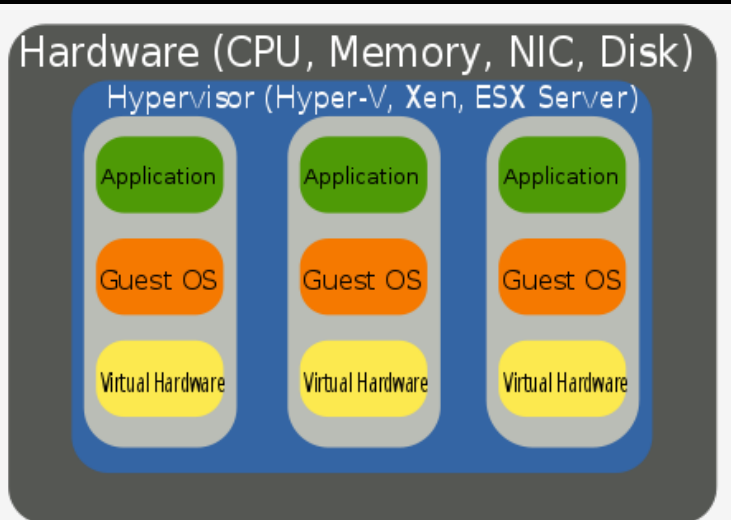 Hardware (CPU, Memory, NIC, Disk)
Hypervisor (Hyper-V, Xen, ESX Server)
Application
Application
Application
Guest OS
Guest OS
Guest OS
Virtual Hardware
Virtual Hardware
Virtual Hardware